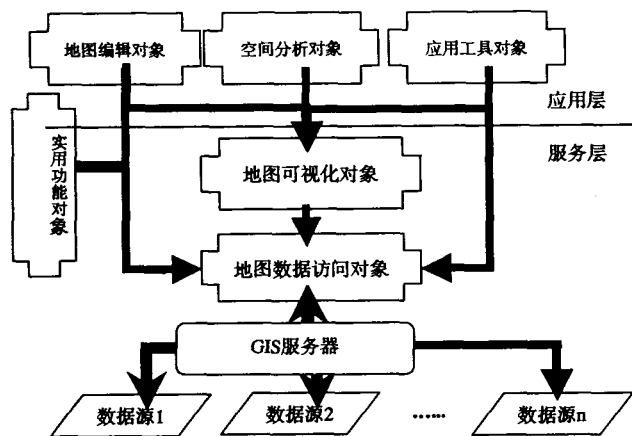 地图编辑对象
空间分析对象
应用工具对象
应用层
实用功能对象
服务层
地图可视化对象
地图数据访问对象
GIS服务器
数据源1
数据源2
......
数据源n